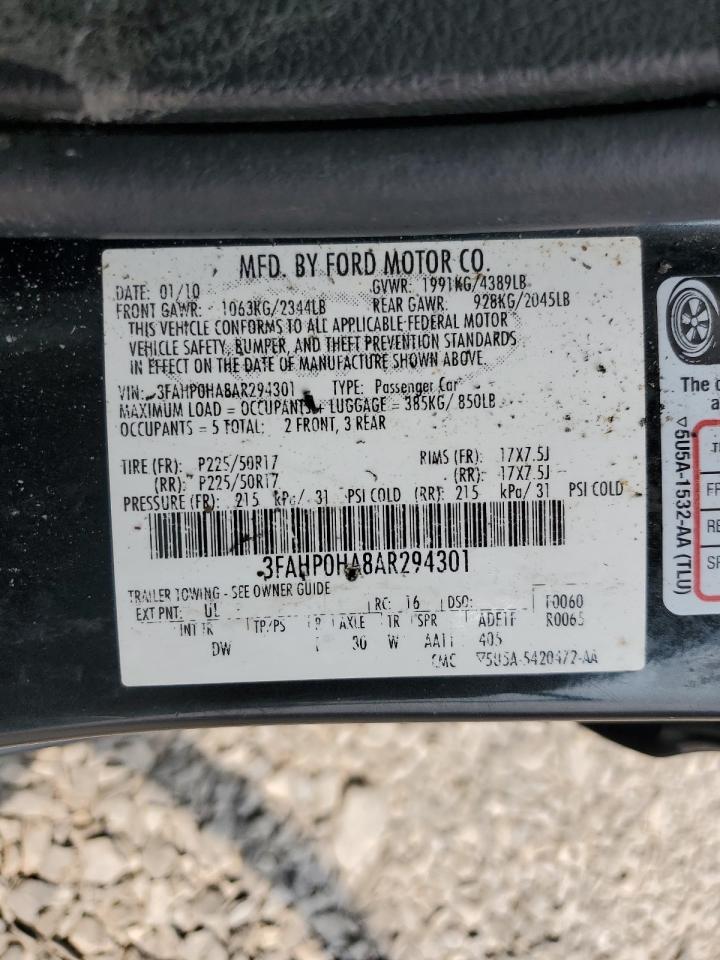 MFD. BY FORD MOTOR CO.
DATE: 01/10 GVWR: 1991KG/4389LB
FRONT GAWR: 1063KG/2344LB REAR GAWR: 928KG/2045LB
THIS VEHICLE CONFORMS TO ALL APPLICABLE FEDERAL MOTOR
VEHICLE SAFETY, BUMPER, AND THEFT PREVENTION STANDARDS
IN EFFECT ON THE DATE OF MANUFACTURE SHOWN ABOVE.
VIN: 3FAHP0HA8AR294301 TYPE: Passenger Car
MAXIMUM LOAD = OCCUPANTS + LUGGAGE = 385KG/ 850LB
OCCUPANTS = 5 TOTAL: 2 FRONT, 3 REAR
TIRE (FR): P225/50R17 RIMS (FR): 17X7.5J
(RR): P225/50R17 (RR): 17X7.5J
PRESSURE (FR): 215 kPa/ 31 PSI COLD (RR): 215 kPa/ 31 PSI COLD
3FAHP0HA8AR294301
TRAILER TOWING - SEE OWNER GUIDE
EXT PNT: RC: 16 DSO: F0060
INT TR TP/PS R AXLE TR SPR R0065
DW W 405
CMC ▽5U5A-5420472-AA
The
▽5U5A-1532-AA (TLU)